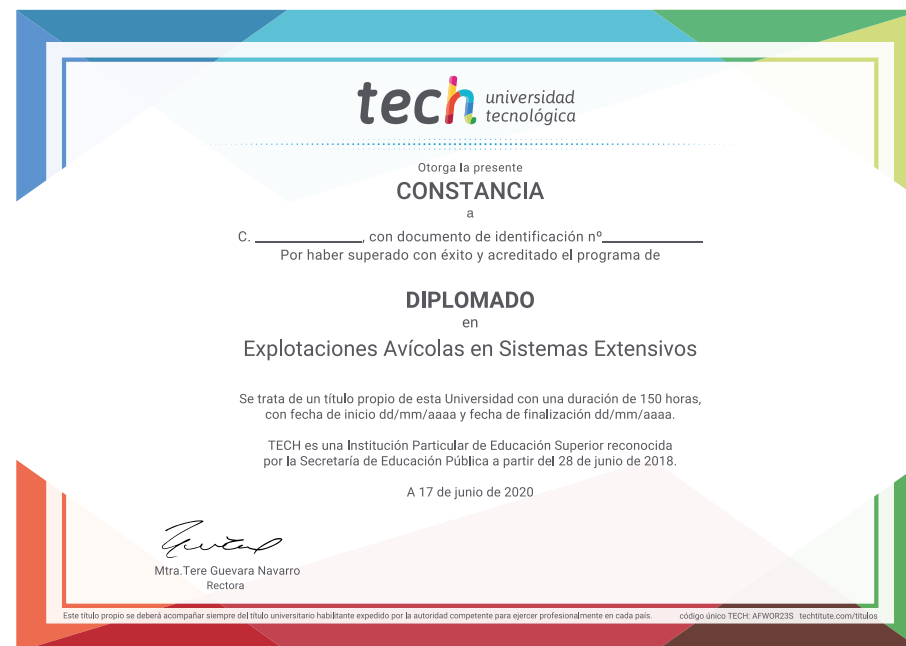 tech universidad
tecnológica
Otorga la presente
CONSTANCIA
a
C. ____________, con documento de identificación nº____________
Por haber superado con éxito y acreditado el programa de
DIPLOMADO
en
Explotaciones Avícolas en Sistemas Extensivos
Se trata de un título propio de esta Universidad con una duración de 150 horas,
con fecha de inicio dd/mm/aaaa y fecha de finalización dd/mm/aaaa.
TECH es una Institución Particular de Educación Superior reconocida
por la Secretaría de Educación Pública a partir del 28 de junio de 2018.
A 17 de junio de 2020
Mtra.Tere Guevara Navarro
Rectora
Este título propio se deberá acompañar siempre del título universitario habilitante expedido por la autoridad competente para ejercer profesionalmente en cada país. código único TECH: AFWOR23S techtitute.com/titulos